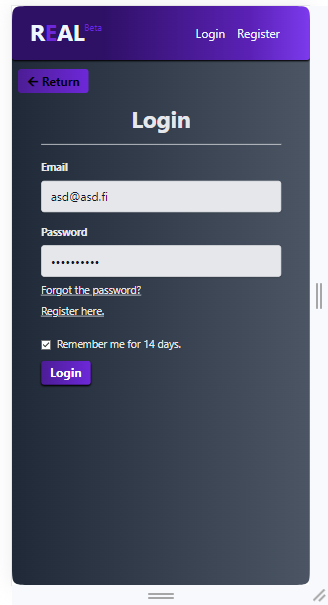 REAL Beta Login Register
← Return
Login
Email
asd@asd.fi
Password
••••••••••
Forgot the password?
Register here.
Remember me for 14 days.
Login